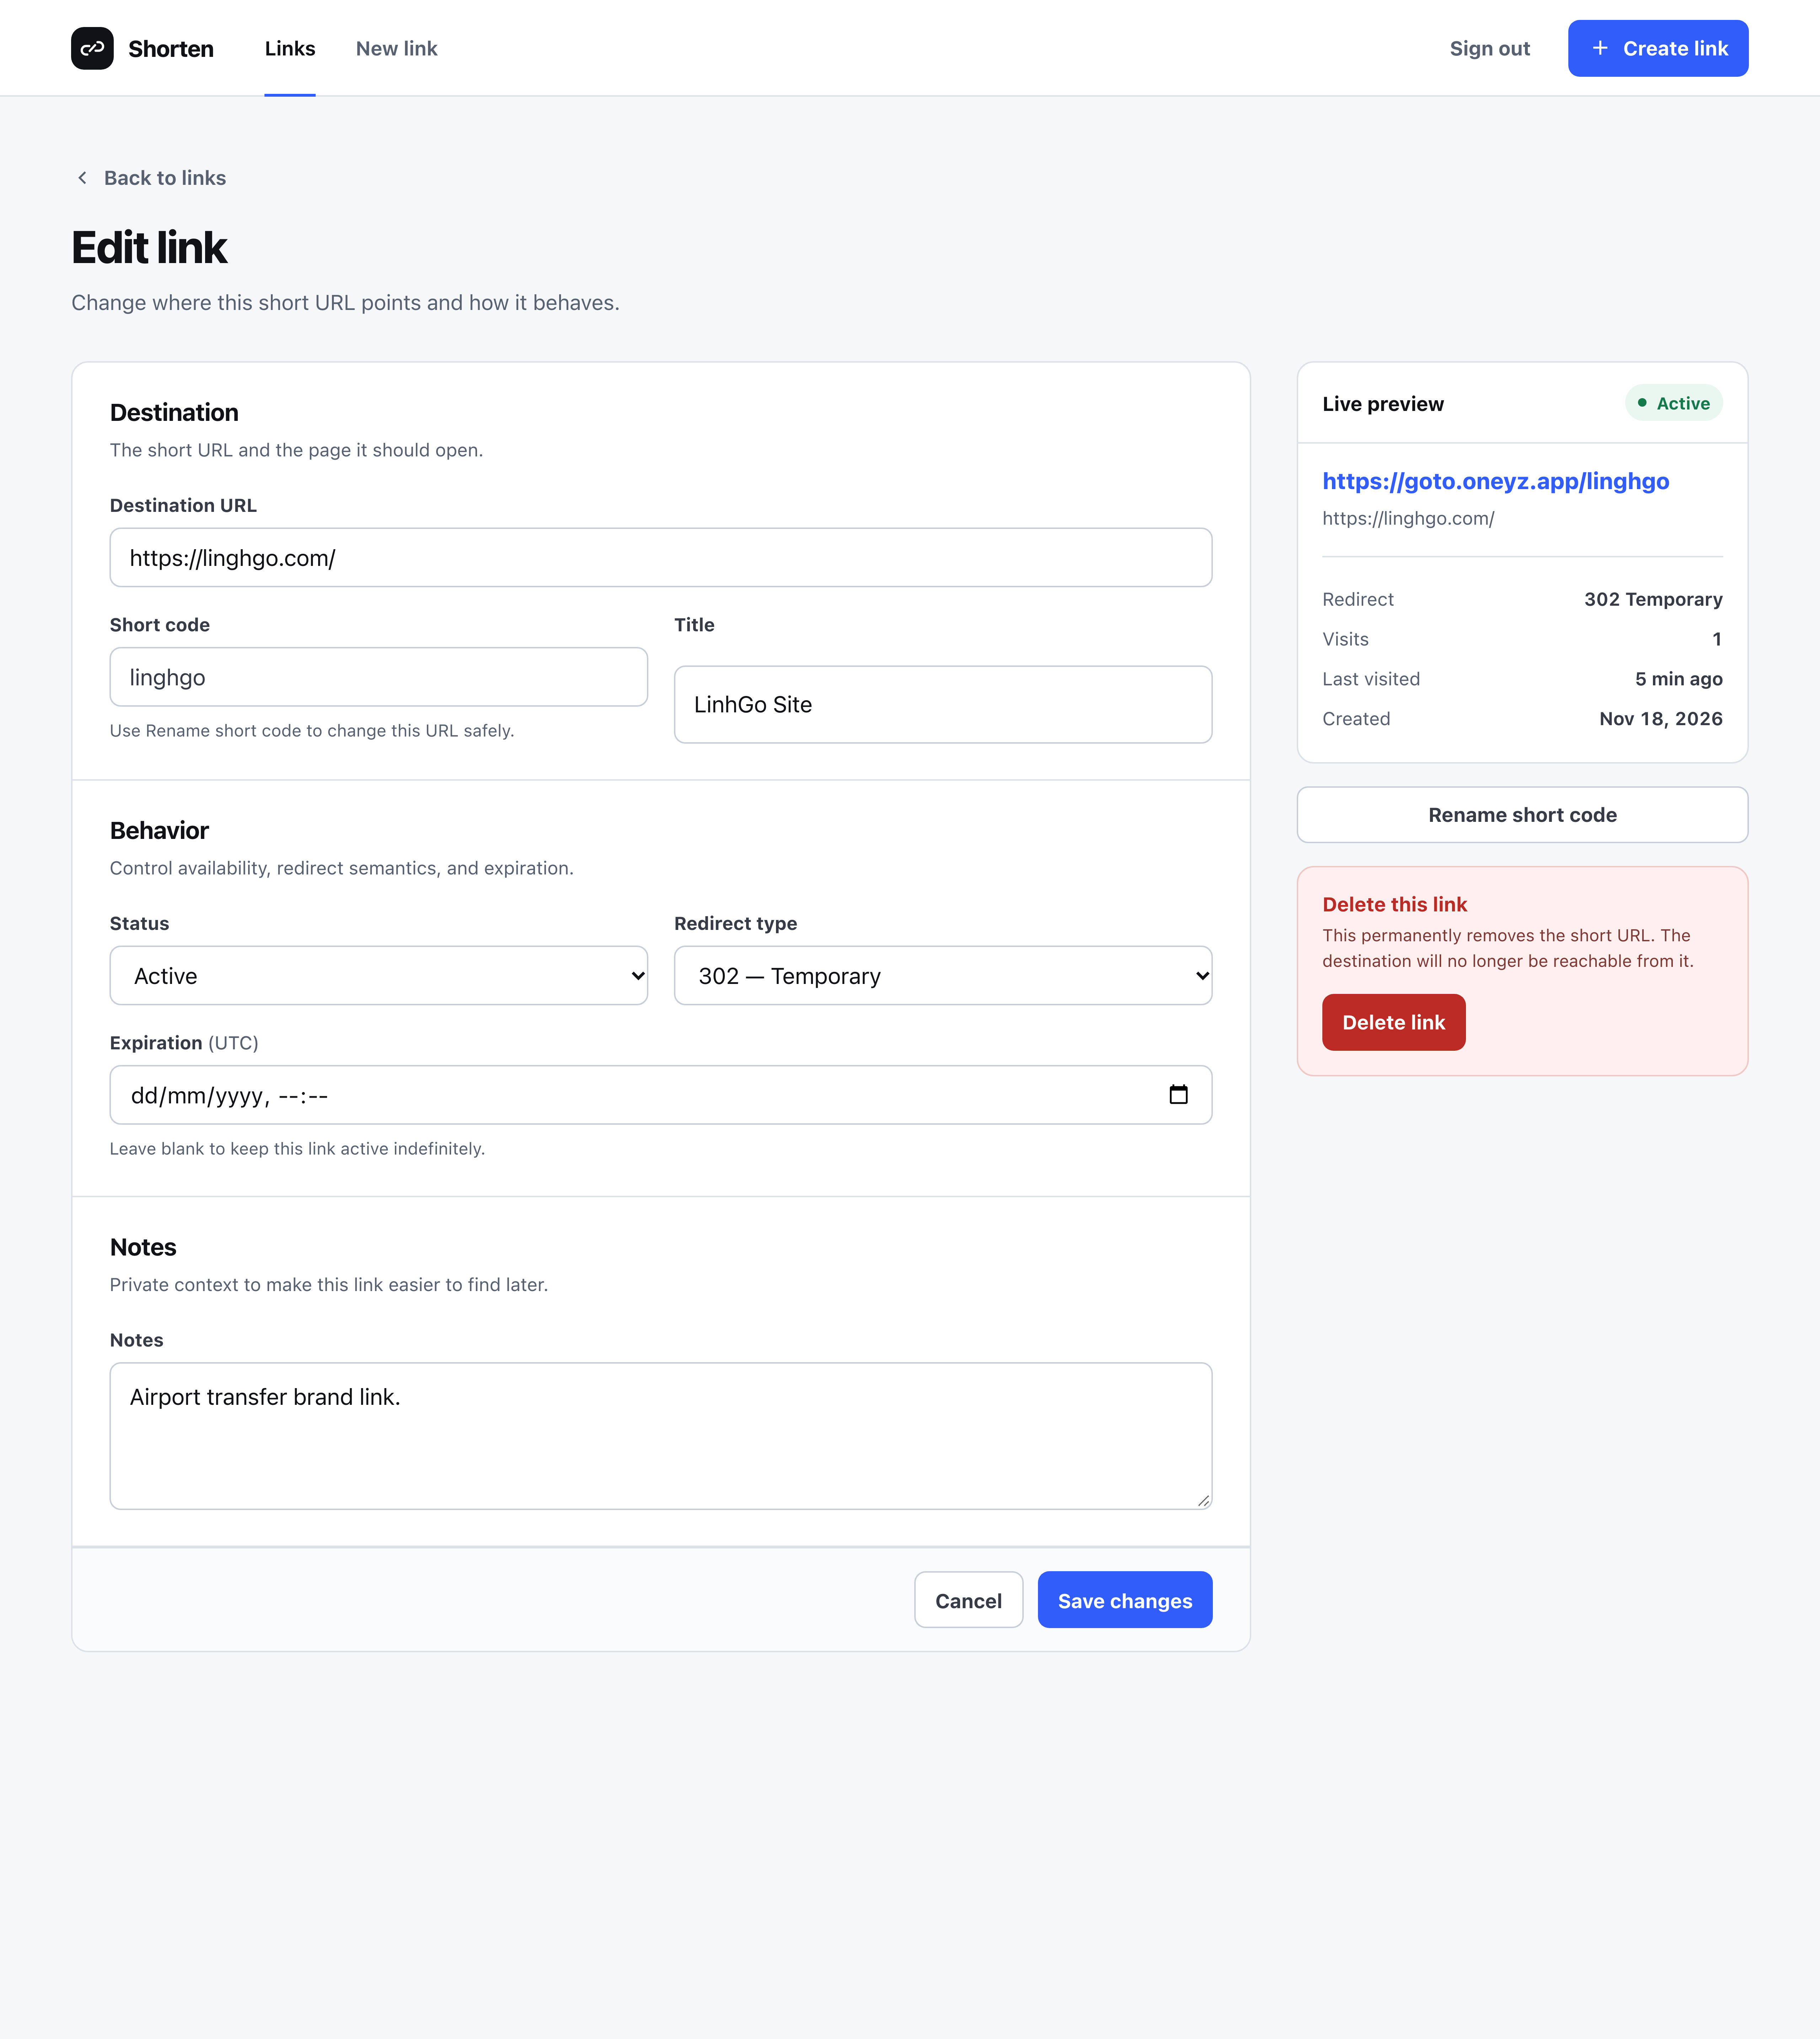 Shorten
Links
New link
Sign out
+ Create link
Back to links
Edit link
Change where this short URL points and how it behaves.
Destination
The short URL and the page it should open.
Destination URL
https://linghgo.com/
Short code
Title
linghgo
LinhGo Site
Use Rename short code to change this URL safely.
Behavior
Control availability, redirect semantics, and expiration.
Status
Redirect type
Active
302 — Temporary
Expiration (UTC)
dd/mm/yyyy, --:--
Leave blank to keep this link active indefinitely.
Notes
Private context to make this link easier to find later.
Notes
Airport transfer brand link.
Cancel
Save changes
Live preview
Active
https://goto.oneyz.app/linghgo
https://linghgo.com/
Redirect 302 Temporary
Visits 1
Last visited 5 min ago
Created Nov 18, 2026
Rename short code
Delete this link
This permanently removes the short URL. The
destination will no longer be reachable from it.
Delete link